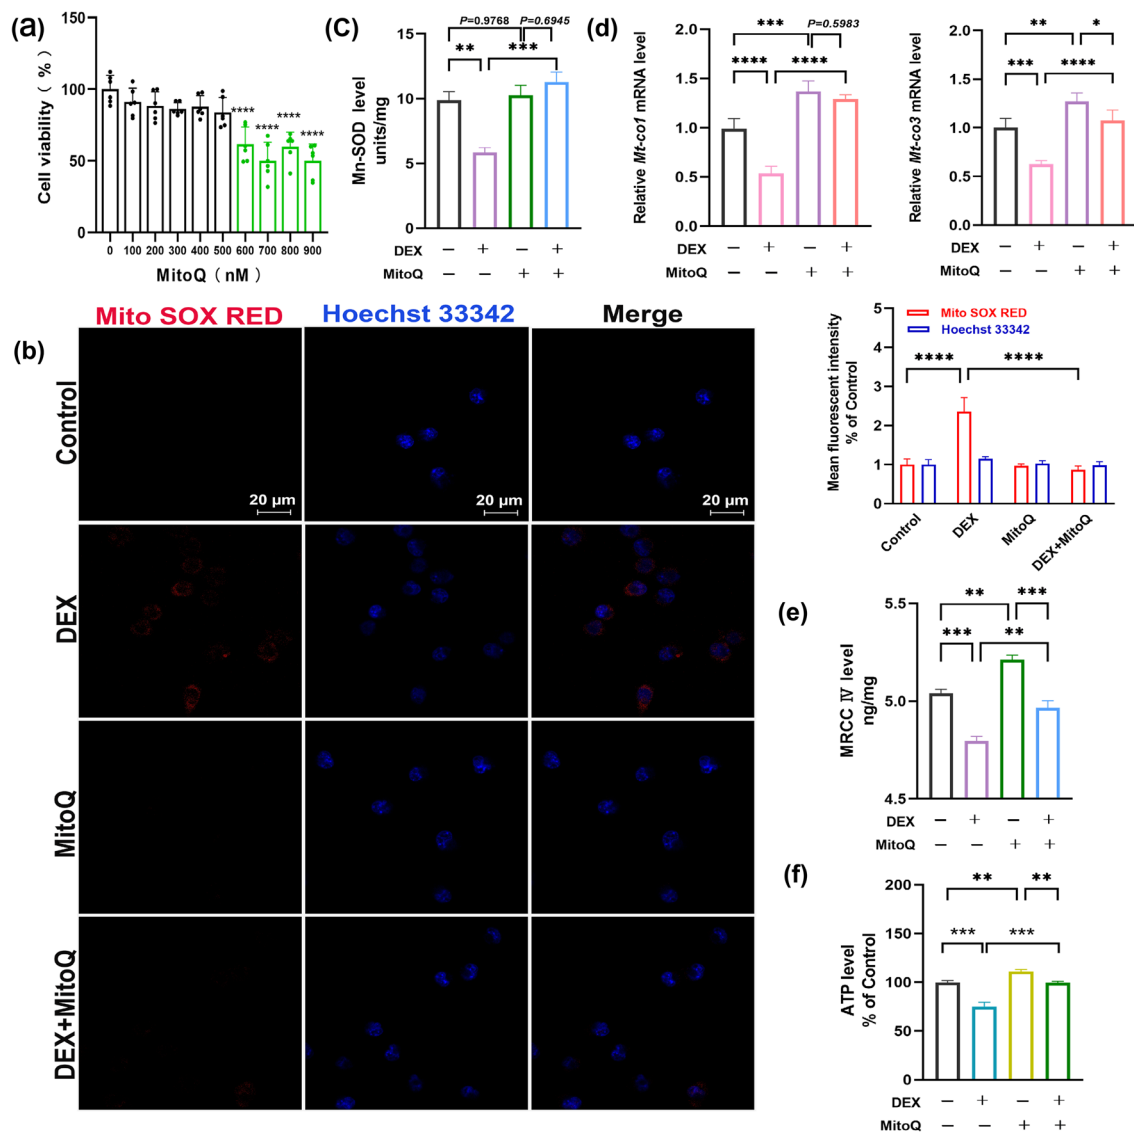 (a)
Cell viability ( % )
150
100
50
0
****
****
****
****
0 100 200 300 400 500 600 700 800 900
MitoQ ( nM )
(C)
Mn-SOD level
units/mg
15
10
5
0
P=0.9768
P=0.6945
**
***
DEX − + − +
MitoQ − − + +
(d)
Relative Mt-co1 mRNA level
2.0
1.5
1.0
0.5
0.0
***
P=0.5983
****
****
DEX − + − +
MitoQ − − + +
Relative Mt-co3 mRNA level
2.0
1.5
1.0
0.5
0.0
**
*
***
****
DEX − + − +
MitoQ − − + +
(b)
Mito SOX RED
Hoechst 33342
Merge
Control
20 μm
20 μm
20 μm
DEX
MitoQ
DEX+MitoQ
Mean fluorescent intensity
% of Control
5
4
3
2
1
0
Mito SOX RED
Hoechst 33342
****
****
Control
DEX
MitoQ
DEX+MitoQ
(e)
MRCC Ⅳ level
ng/mg
5.5
5.0
4.5
**
***
***
**
DEX − + − +
MitoQ − − + +
(f)
ATP level
% of Control
200
150
100
50
0
**
**
***
***
DEX − + − +
MitoQ − − + +